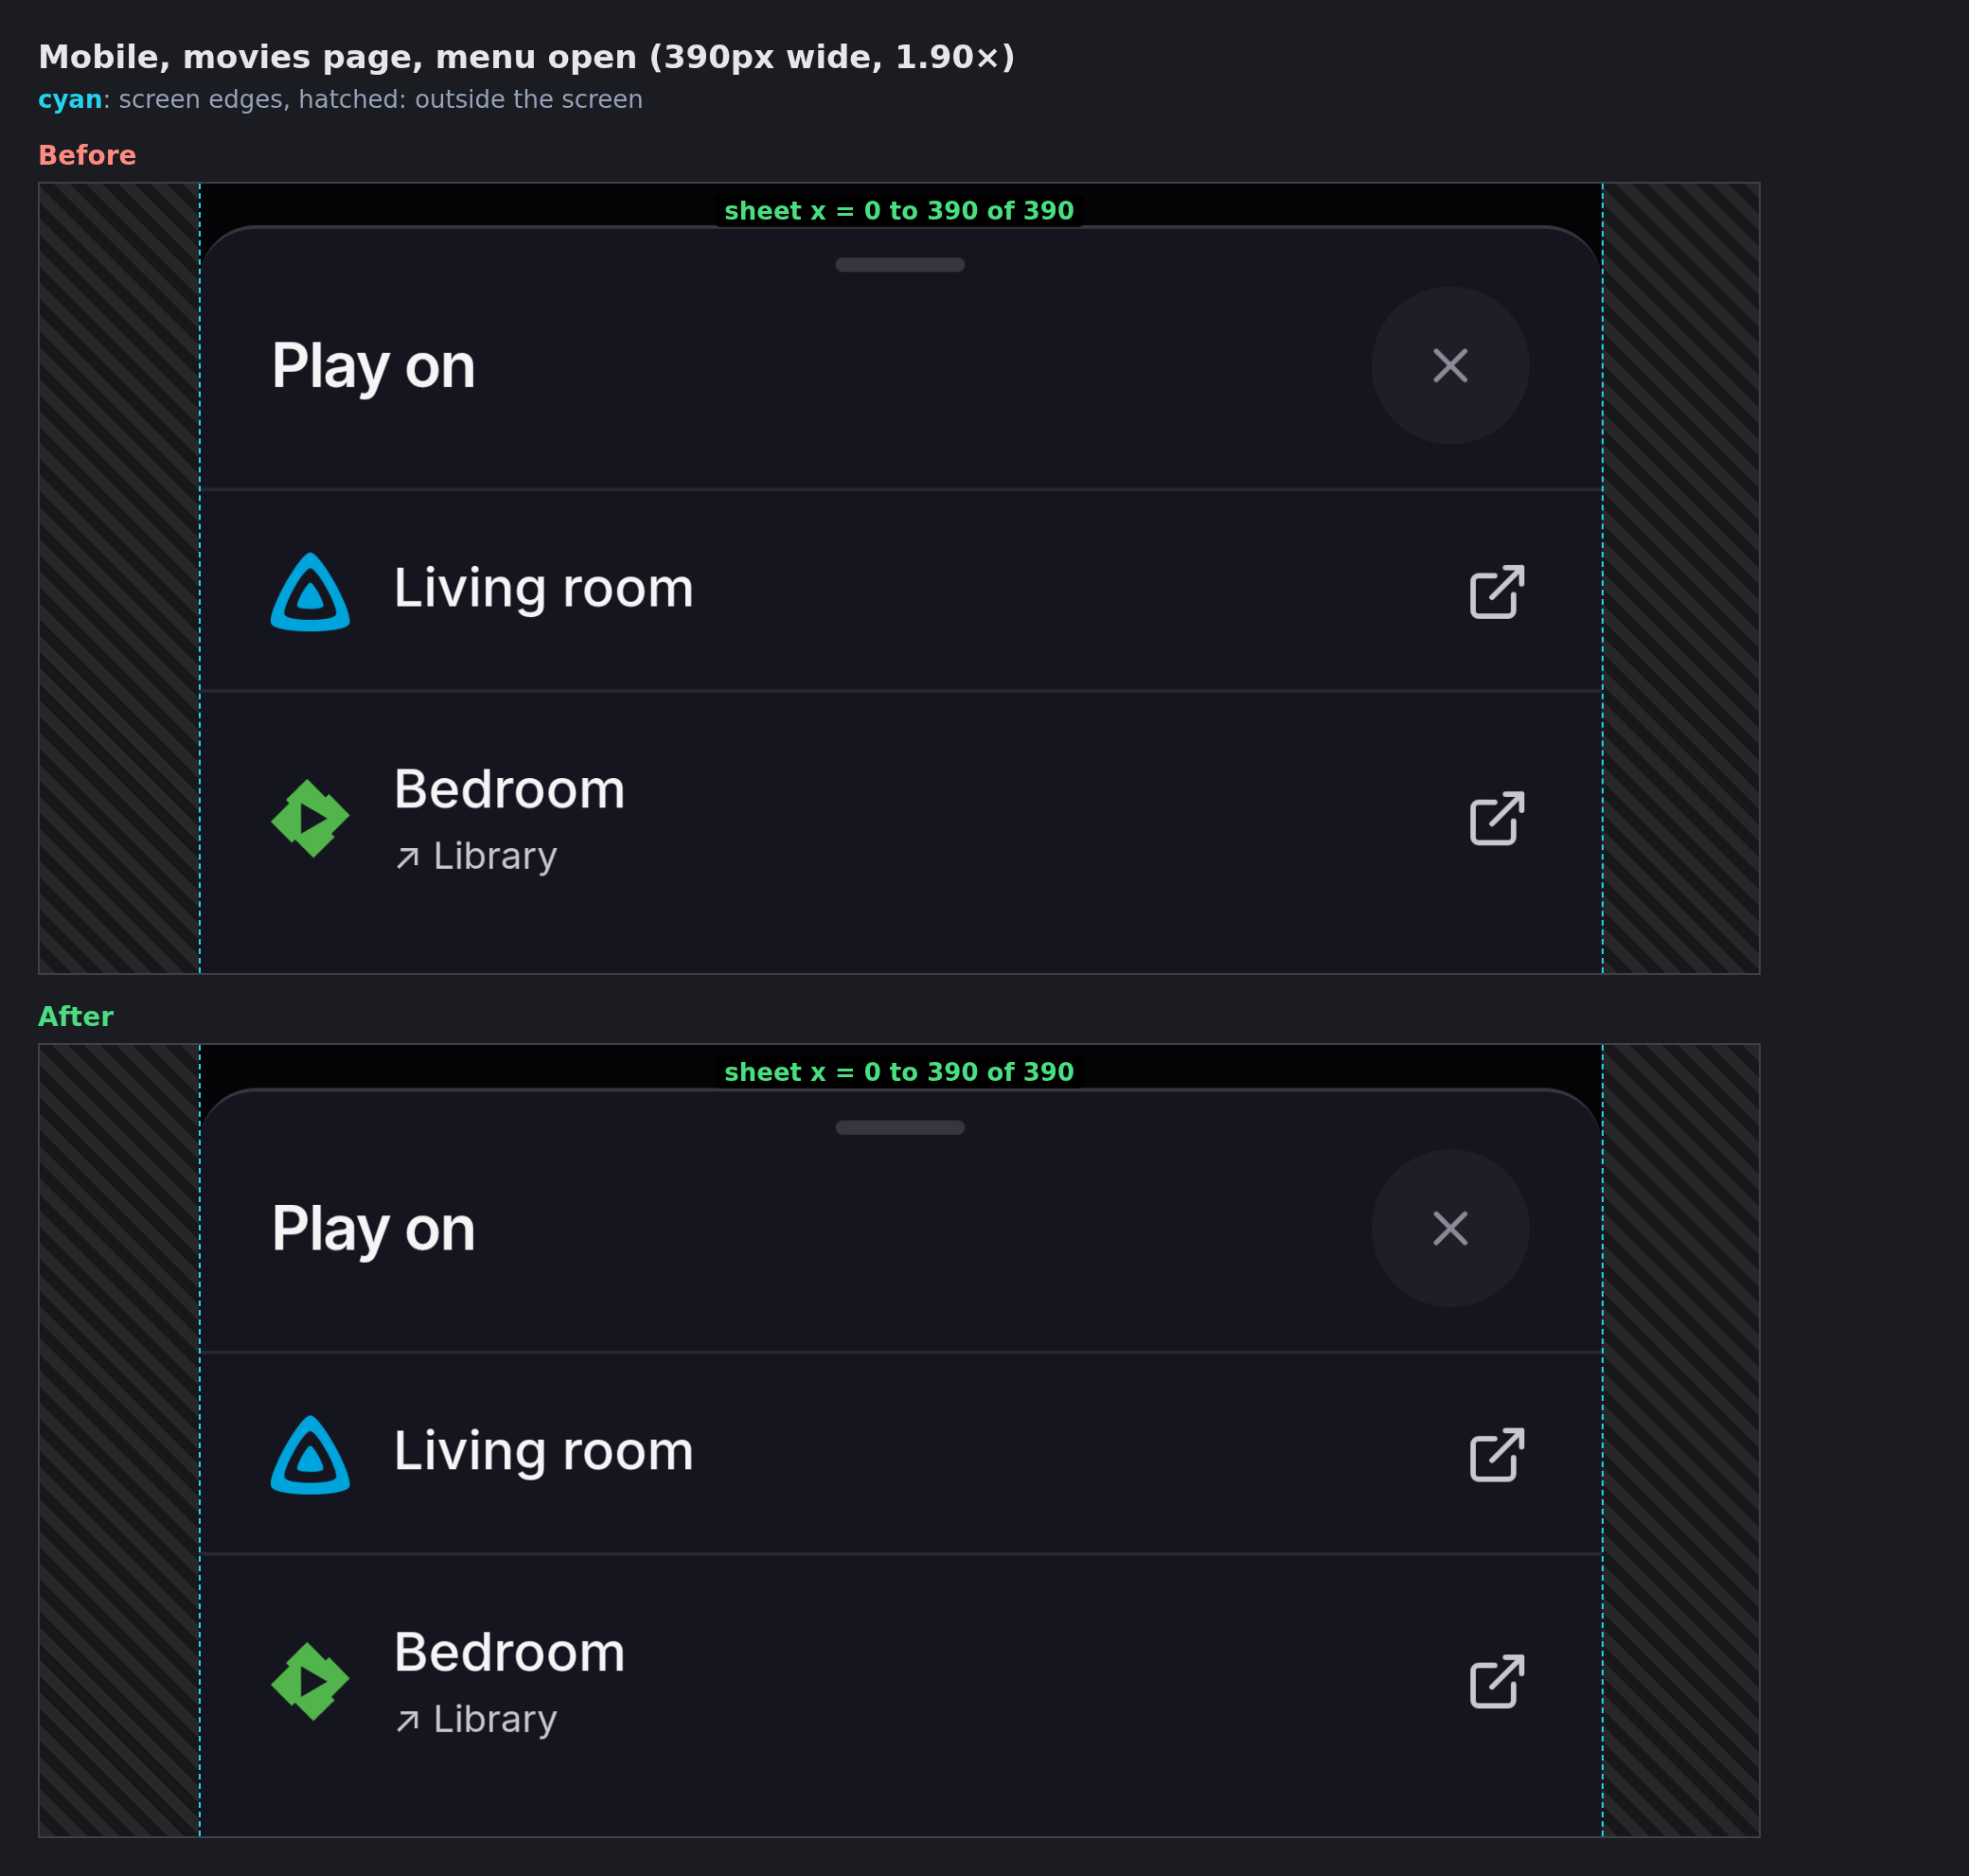 Mobile, movies page, menu open (390px wide, 1.90×)
cyan: screen edges, hatched: outside the screen
Before
sheet x = 0 to 390 of 390
Play on
Living room
Bedroom
↗ Library
After
sheet x = 0 to 390 of 390
Play on
Living room
Bedroom
↗ Library